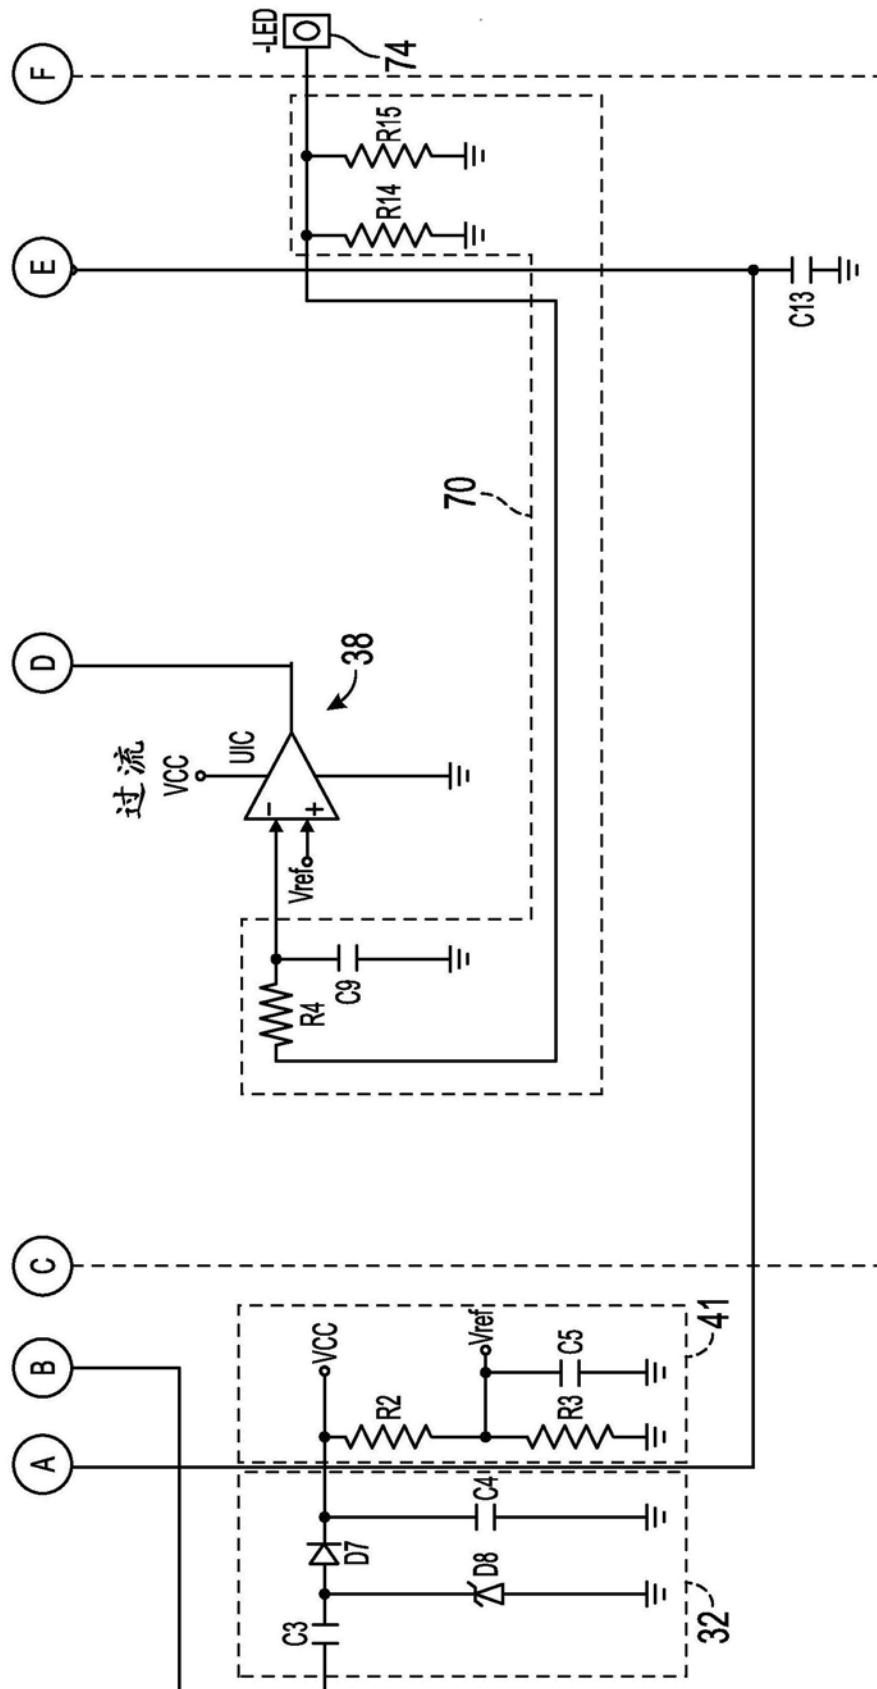 A
B
C
D
E
F
C3
D7
D8
C4
32
VCC
R2
Vref
R3
C5
41
R4
C9
Vref
-
+
过流
VCC
UIC
38
70
R14
R15
-LED
74
C13